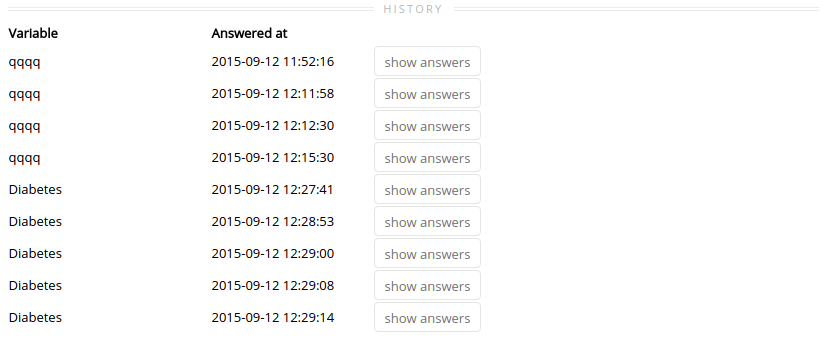 HISTORY
Variable Answered at
qqqq 2015-09-12 11:52:16 show answers
qqqq 2015-09-12 12:11:58 show answers
qqqq 2015-09-12 12:12:30 show answers
qqqq 2015-09-12 12:15:30 show answers
Diabetes 2015-09-12 12:27:41 show answers
Diabetes 2015-09-12 12:28:53 show answers
Diabetes 2015-09-12 12:29:00 show answers
Diabetes 2015-09-12 12:29:08 show answers
Diabetes 2015-09-12 12:29:14 show answers